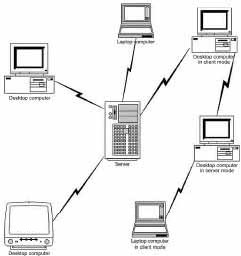 Laptop computer
Desktop computer
in client mode
Desktop computer
Server
Desktop computer
in server mode
Laptop computer
in client mode
Desktop computer